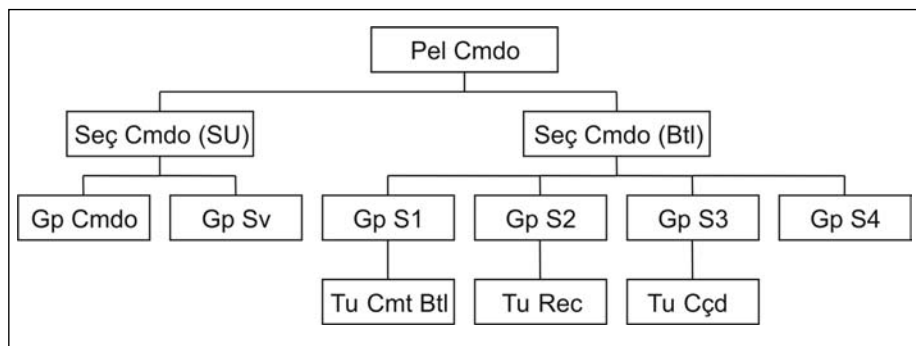 Pel Cmdo
Seç Cmdo (SU)
Seç Cmdo (Btl)
Gp Cmdo
Gp Sv
Gp S1
Gp S2
Gp S3
Gp S4
Tu Cmt Btl
Tu Rec
Tu Cçd